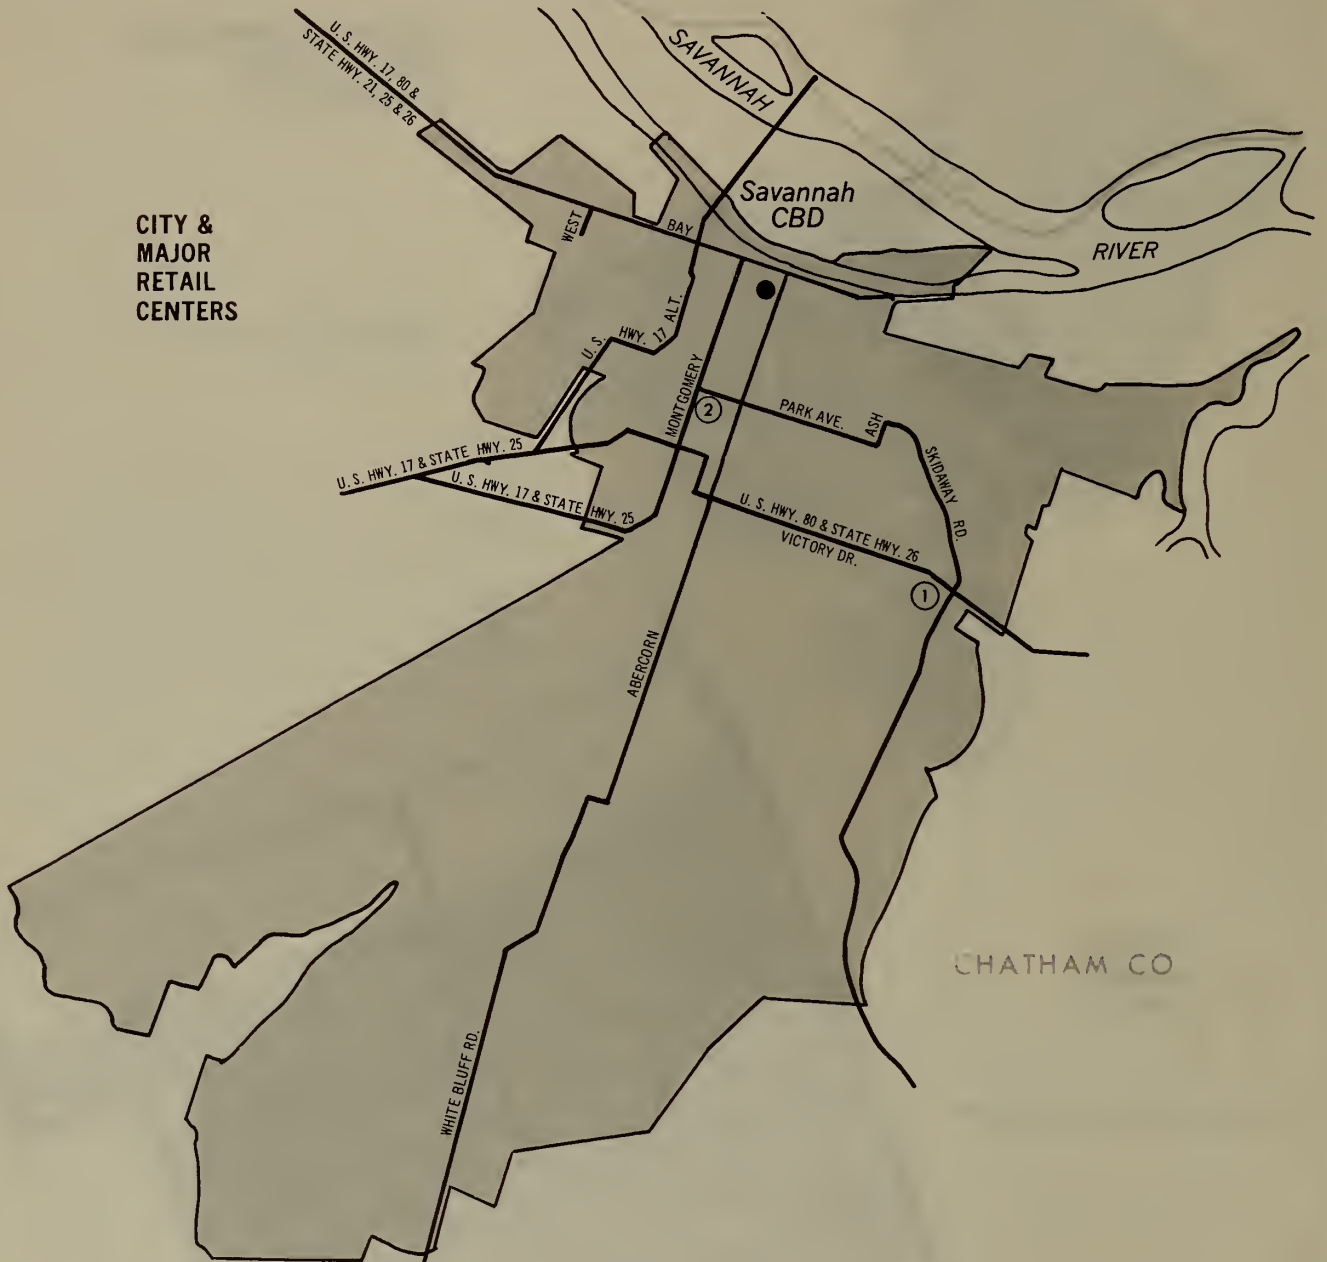 U. S. HWY. 17, 80 &
STATE HWY. 21, 25 & 26
SAVANNAH
Savannah
CBD
CITY &
MAJOR
RETAIL
CENTERS
WEST
BAY
RIVER
U. S. HWY. 17 ALT.
MONTGOMERY
2
PARK AVE.
ASH
SKIDAWAY RD.
U. S. HWY. 17 & STATE HWY. 25
U. S. HWY. 17 & STATE HWY. 25
U. S. HWY. 80 & STATE HWY. 26
VICTORY DR.
1
ABERCORN
CHATHAM CO
WHITE BLUFF RD.